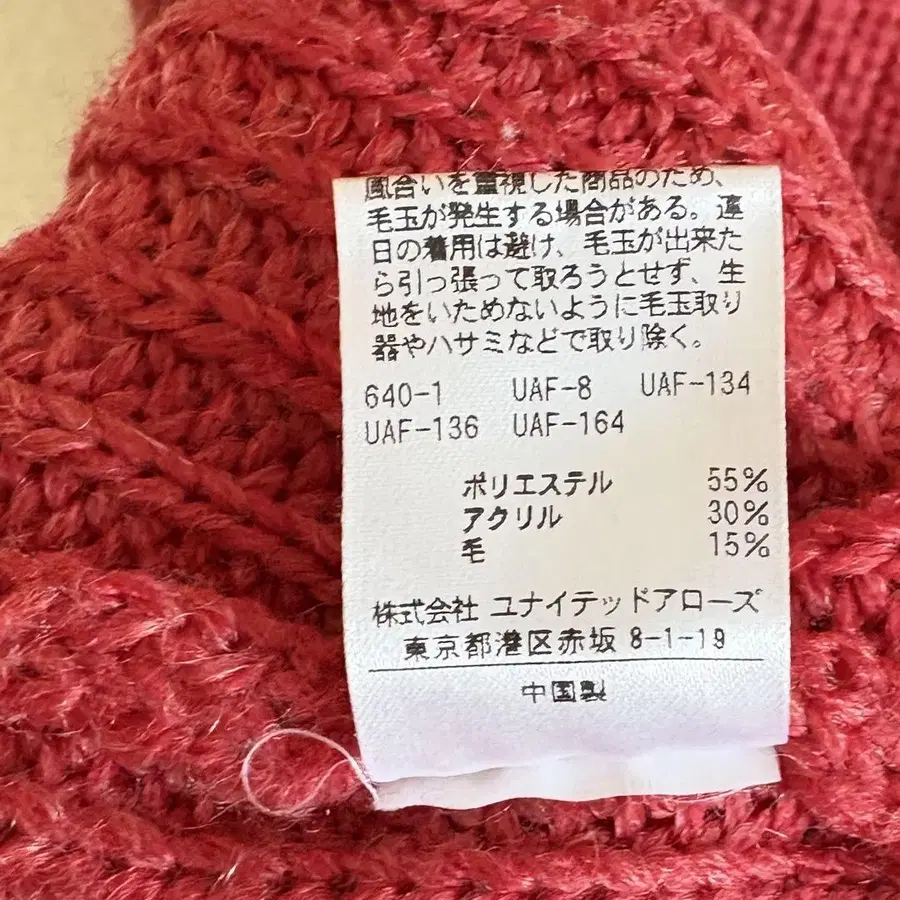 風合いを重視した商品のため、
毛玉が発生する場合がある。連
日の着用は避け、毛玉が出来た
ら引っ張って取ろうとせず、生
地をいためないように毛玉取り
器やハサミなどで取り除く。
640-1 UAF-8 UAF-134
UAF-136 UAF-164
ポリエステル 55%
アクリル 30%
毛 15%
株式会社 ユナイテッドアローズ
東京都港区赤坂 8-1-19
中国製